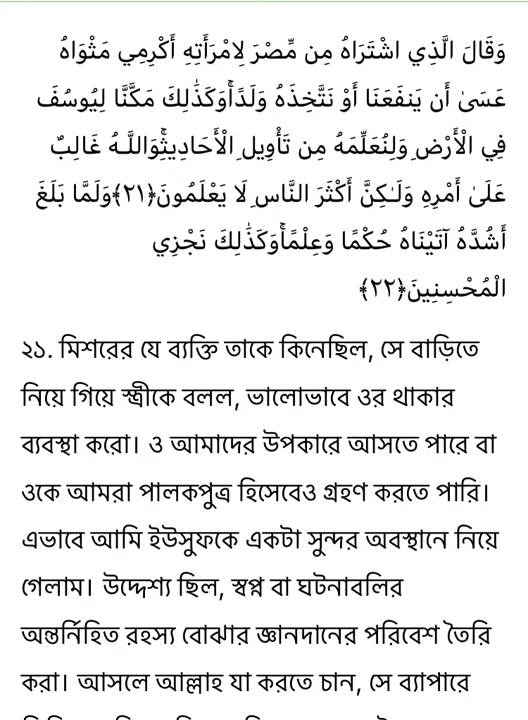 وَقَالَ الَّذِي اشْتَرَاهُ مِن مِّصْرَ لِامْرَأَتِهِ أَكْرِمِي مَثْوَاهُ
عَسَىٰ أَن يَنفَعَنَا أَوْ نَتَّخِذَهُ وَلَدًاۚوَكَذَٰلِكَ مَكَّنَّا لِيُوسُفَ
فِي الْأَرْضِ وَلِنُعَلِّمَهُ مِن تَأْوِيلِ الْأَحَادِيثِۚوَاللَّـهُ غَالِبٌ
عَلَىٰ أَمْرِهِ وَلَـٰكِنَّ أَكْثَرَ النَّاسِ لَا يَعْلَمُونَ﴿٢١﴾وَلَمَّا بَلَغَ
أَشُدَّهُ آتَيْنَاهُ حُكْمًا وَعِلْمًاۚوَكَذَٰلِكَ نَجْزِي
الْمُحْسِنِينَ﴿٢٢﴾
২১. মিশরের যে ব্যক্তি তাকে কিনেছিল, সে বাড়িতে
নিয়ে গিয়ে স্ত্রীকে বলল, ভালোভাবে ওর থাকার
ব্যবস্থা করো। ও আমাদের উপকারে আসতে পারে বা
ওকে আমরা পালকপুত্র হিসেবেও গ্রহণ করতে পারি।
এভাবে আমি ইউসুফকে একটা সুন্দর অবস্থানে নিয়ে
গেলাম। উদ্দেশ্য ছিল, স্বপ্ন বা ঘটনাবলির
অন্তর্নিহিত রহস্য বোঝার জ্ঞানদানের পরিবেশ তৈরি
করা। আসলে আল্লাহ যা করতে চান, সে ব্যাপারে